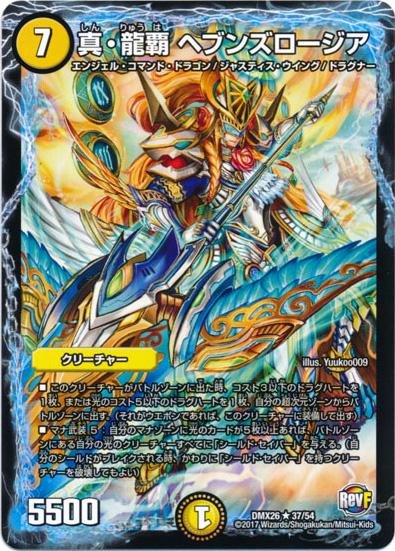 7
しん りゅう は
真・龍覇 ヘブンズロージア
エンジェル・コマンド・ドラゴン/ジャスティス・ウイング/ドラグナー
クリーチャー
illus. Yuukoo009
■このクリーチャーがバトルゾーンに出た時、コスト3以下のドラグハートを
1枚、または光のコスト5以下のドラグハートを1枚、自分の超次元ゾーンからバ
トルゾーンに出す。(それがウエポンであれば、このクリーチャーに装備して出す)
■マナ武装 5:自分のマナゾーンに光のカードが5枚以上あれば、バトルゾー
ンにある自分の光のクリーチャーすべてに「シールド・セイバー」を与える。(自
分のシールドがブレイクされる時、かわりに「シールド・セイバー」を持つクリ
ーチャーを破壊してもよい)
5500
1
RevF
DMX26 ★ 37/54
©2017 Wizards/Shogakukan/Mitsui-Kids